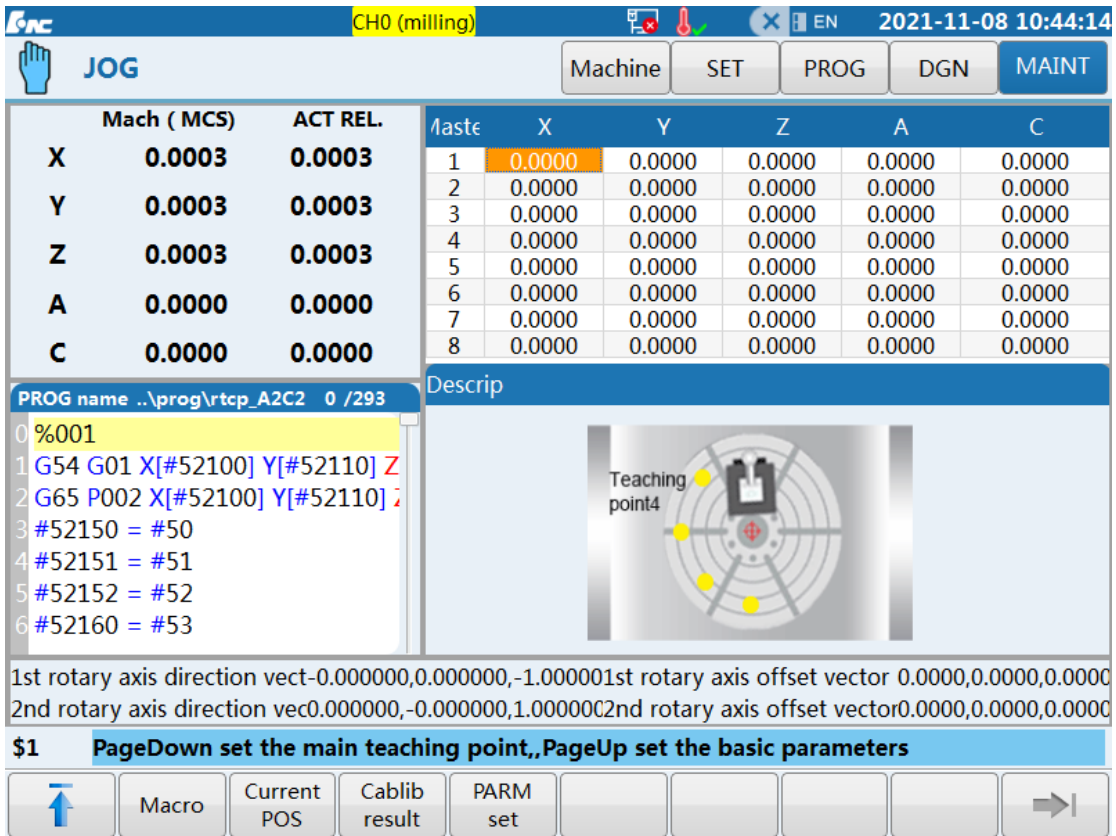 CH0 (milling) EN 2021-11-08 10:44:14
JOG Machine SET PROG DGN MAINT
Mach ( MCS) ACT REL.
X 0.0003 0.0003
Y 0.0003 0.0003
Z 0.0003 0.0003
A 0.0000 0.0000
C 0.0000 0.0000
PROG name ..\prog\rtcp_A2C2 0 /293
0 %001
1 G54 G01 X[#52100] Y[#52110] Z
2 G65 P002 X[#52100] Y[#52110] Z
3 #52150 = #50
4 #52151 = #51
5 #52152 = #52
6 #52160 = #53
Maste X Y Z A C
1 0.0000 0.0000 0.0000 0.0000 0.0000
2 0.0000 0.0000 0.0000 0.0000 0.0000
3 0.0000 0.0000 0.0000 0.0000 0.0000
4 0.0000 0.0000 0.0000 0.0000 0.0000
5 0.0000 0.0000 0.0000 0.0000 0.0000
6 0.0000 0.0000 0.0000 0.0000 0.0000
7 0.0000 0.0000 0.0000 0.0000 0.0000
8 0.0000 0.0000 0.0000 0.0000 0.0000
Descrip
Teaching
point4
1st rotary axis direction vect-0.000000,0.000000,-1.000001st rotary axis offset vector 0.0000,0.0000,0.0000
2nd rotary axis direction vec0.000000,-0.000000,1.0000002nd rotary axis offset vector0.0000,0.0000,0.0000
$1 PageDown set the main teaching point,,PageUp set the basic parameters
Macro
Current
POS
Cablib
result
PARM
set